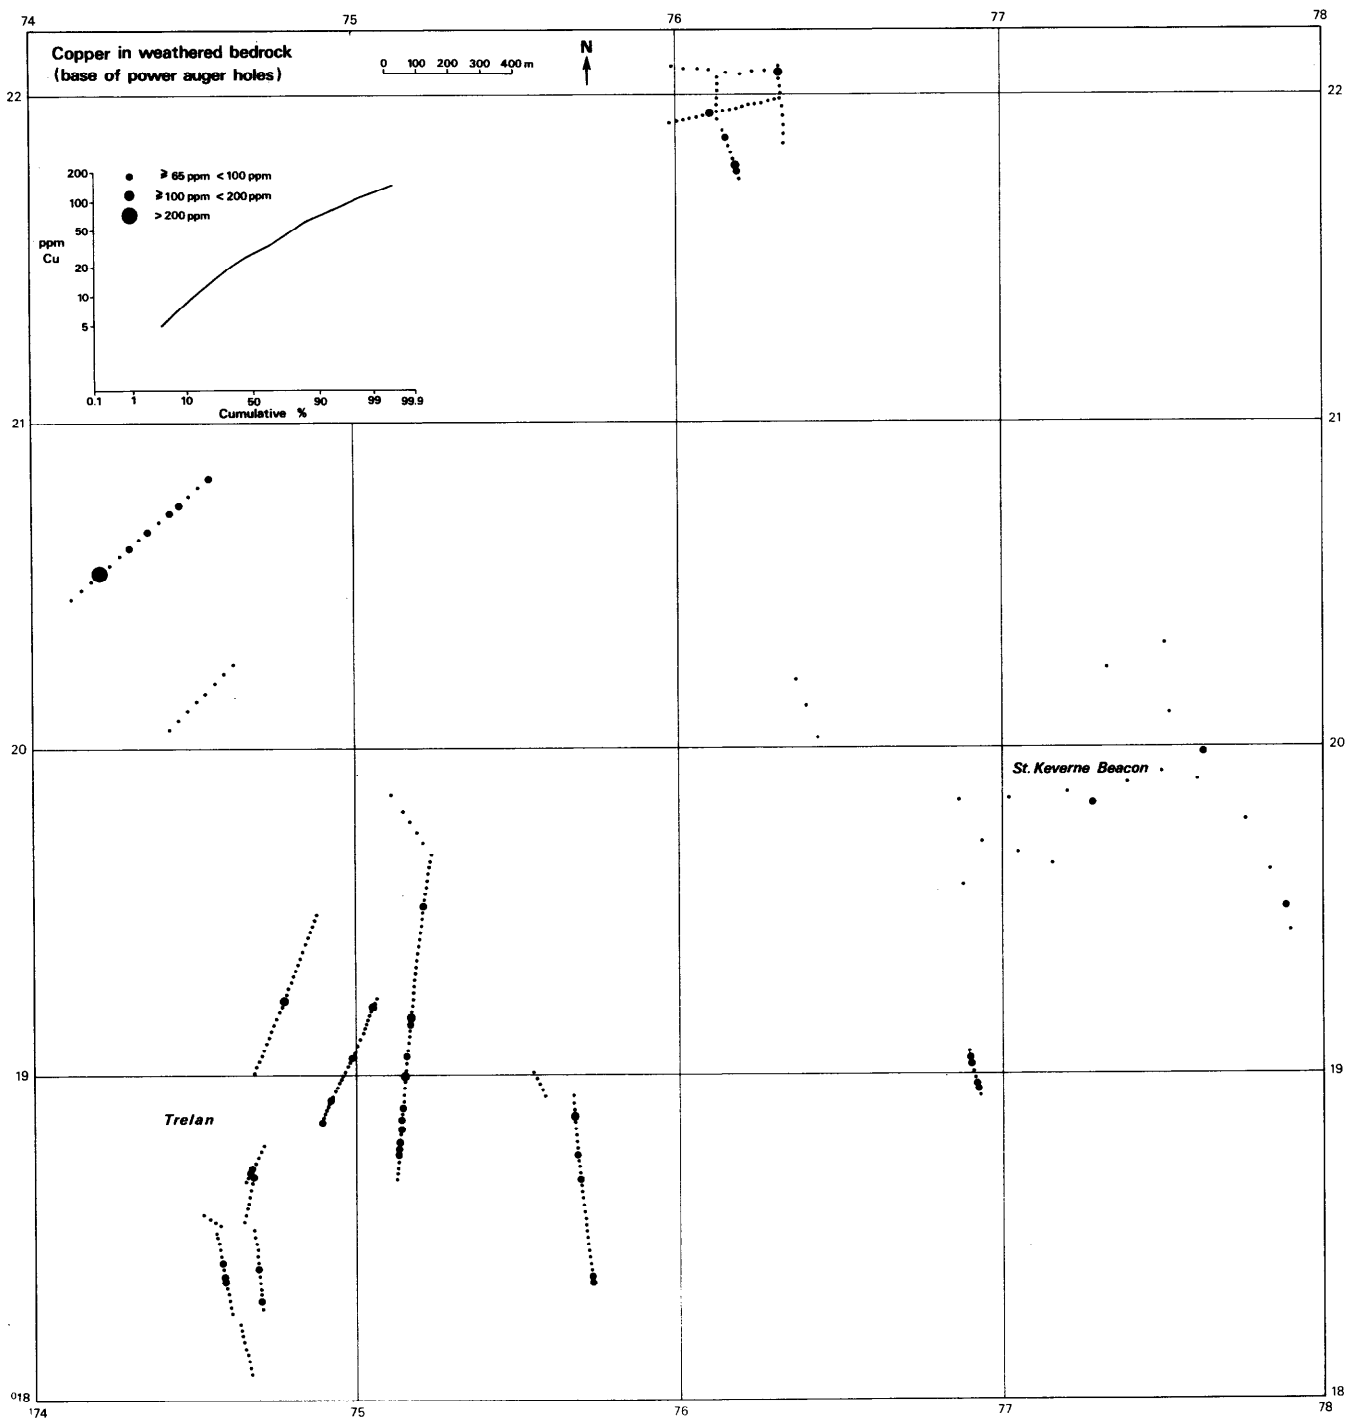 74 75 76 77 78
Copper in weathered bedrock
(base of power auger holes)
0 100 200 300 400 m
N
22 22
200
≥ 65 ppm < 100 ppm
100
≥100 ppm < 200 ppm
> 200 ppm
50
ppm
Cu
20
10
5
0.1 1 10 50 90 99 99.9
Cumulative %
21 21
20 20
St. Keverne Beacon
19 19
Trelan
018 18
174 75 76 77 78